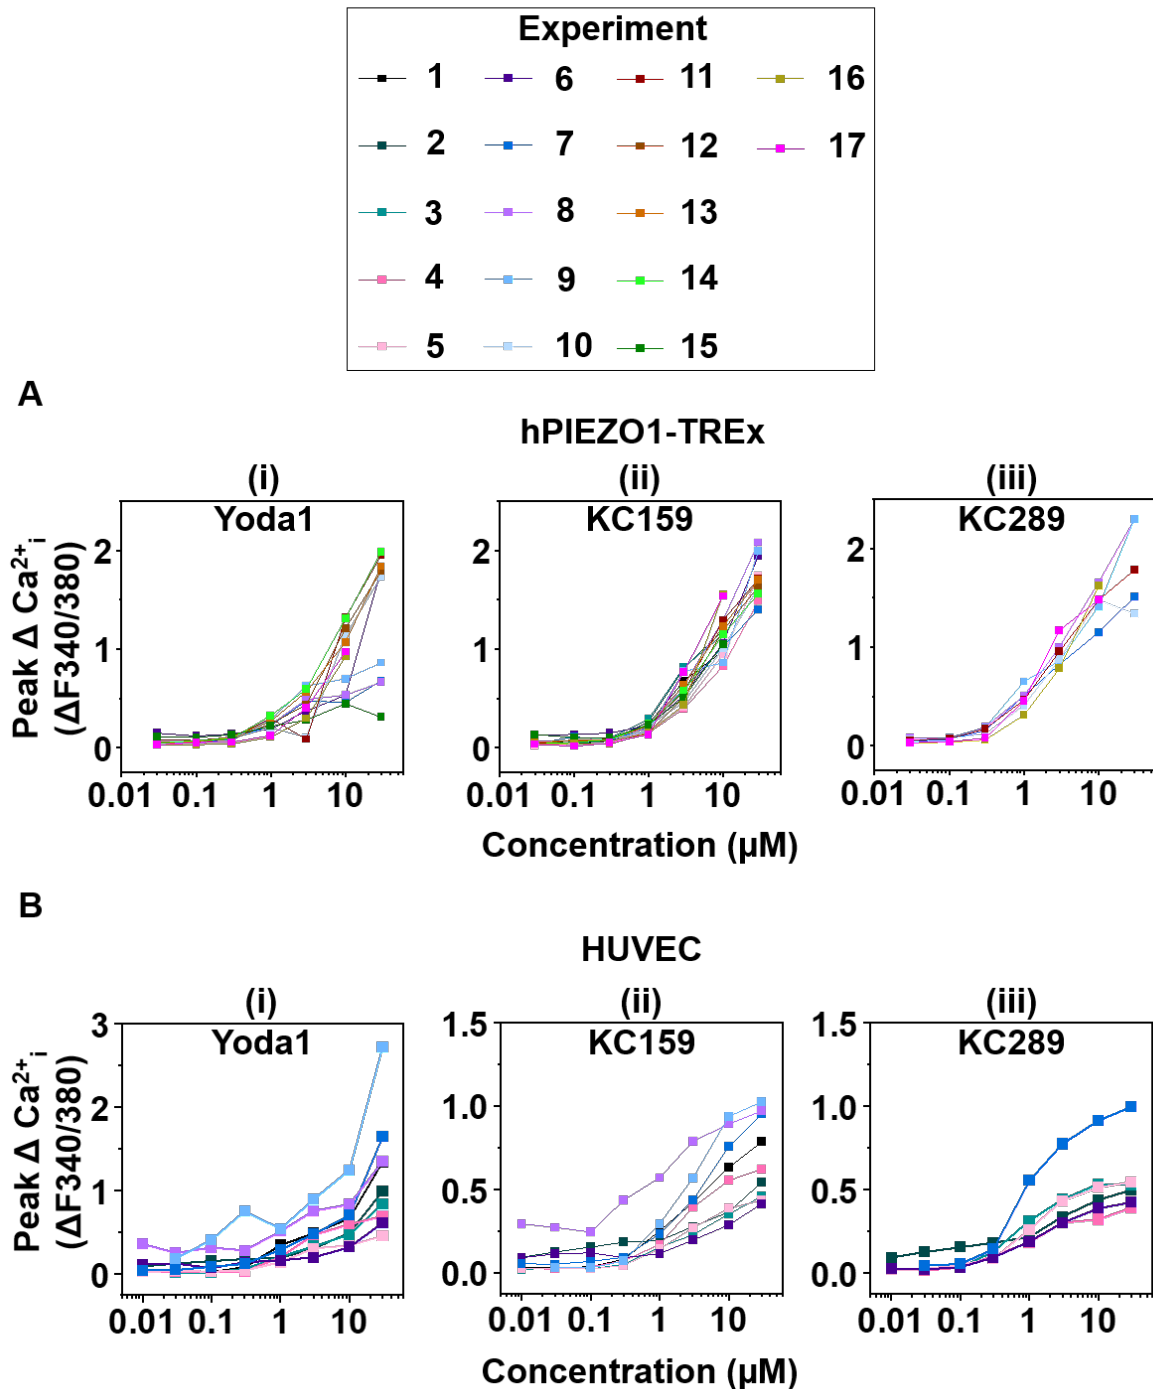 Experiment
1 6 11 16
2 7 12 17
3 8 13
4 9 14
5 10 15
A
hPIEZO1-TREx
(i) (ii) (iii)
Yoda1 KC159 KC289
Peak Δ Ca²⁺ᵢ
(ΔF340/380)
2 2 2
1 1 1
0 0 0
0.01 0.1 1 10 0.01 0.1 1 10 0.01 0.1 1 10
Concentration (µM)
B
HUVEC
(i) (ii) (iii)
Yoda1 KC159 KC289
Peak Δ Ca²⁺ᵢ
(ΔF340/380)
3 1.5 1.5
2 1.0 1.0
1 0.5 0.5
0 0.0 0.0
0.01 0.1 1 10 0.01 0.1 1 10 0.01 0.1 1 10
Concentration (µM)